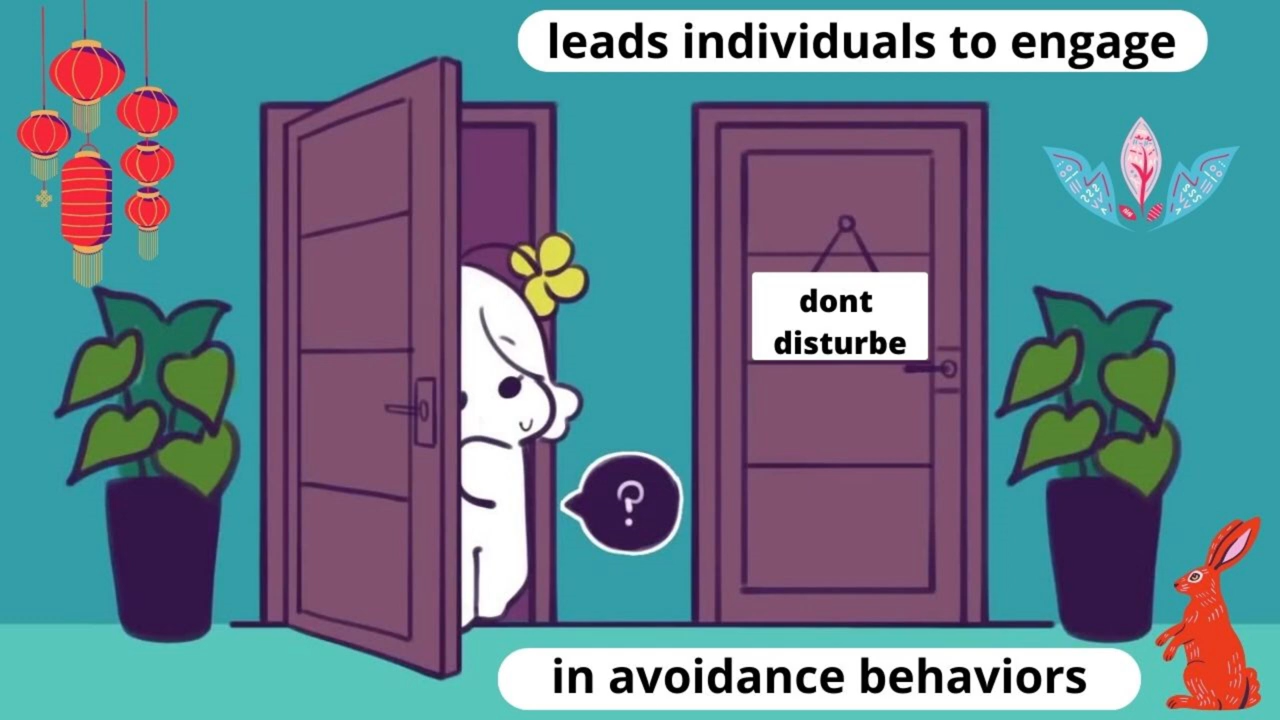 leads individuals to engage
dont
disturbe
?
in avoidance behaviors